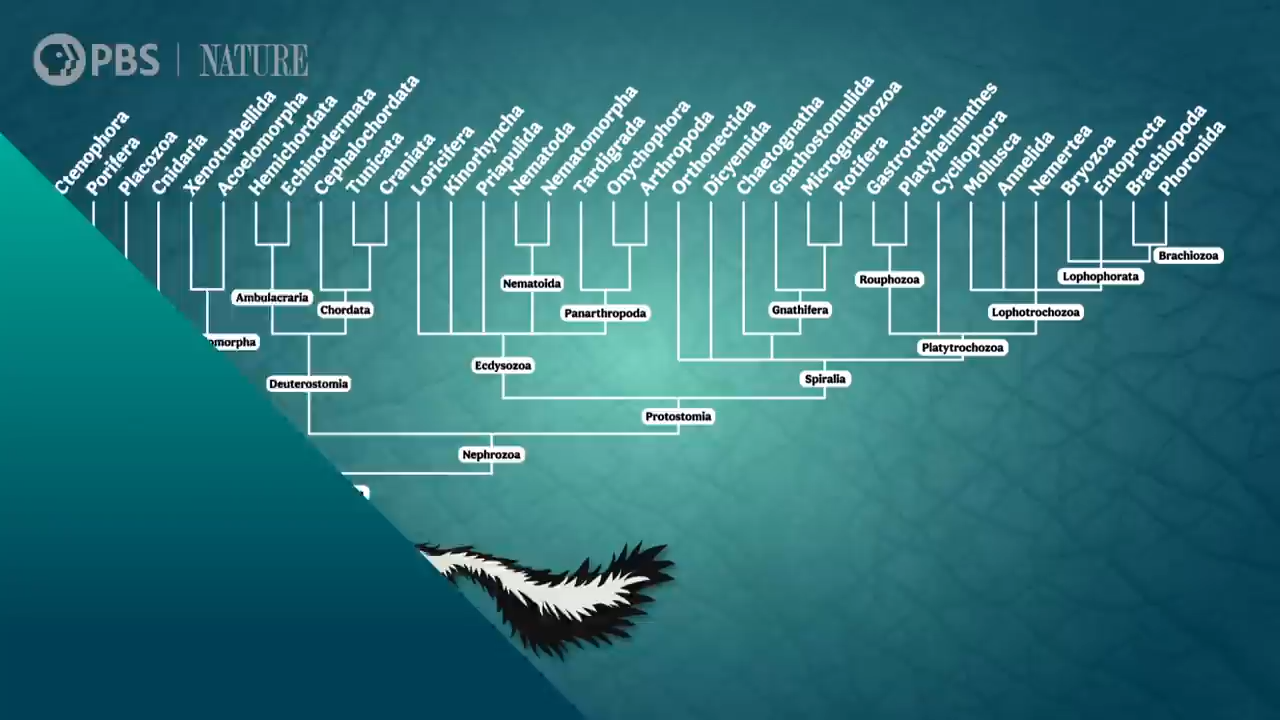 PBS | NATURE
Ctenophora
Porifera
Placozoa
Cnidaria
Xenoturbellida
Acoelomorpha
Hemichordata
Echinodermata
Cephalochordata
Tunicata
Craniata
Loricifera
Kinorhyncha
Priapulida
Nematoda
Nematomorpha
Tardigrada
Onychophora
Arthropoda
Orthonectida
Dicyemida
Chaetognatha
Gnathostomulida
Micrognathozoa
Rotifera
Gastrotricha
Platyhelminthes
Cycliophora
Mollusca
Annelida
Nemertea
Bryozoa
Entoprocta
Brachiopoda
Phoronida
Brachiozoa
Lophophorata
Nematoida
Rouphozoa
Ambulacraria
Chordata
Panarthropoda
Gnathifera
Lophotrochozoa
omorpha
Platytrochozoa
Ecdysozoa
Spiralia
Deuterostomia
Protostomia
Nephrozoa